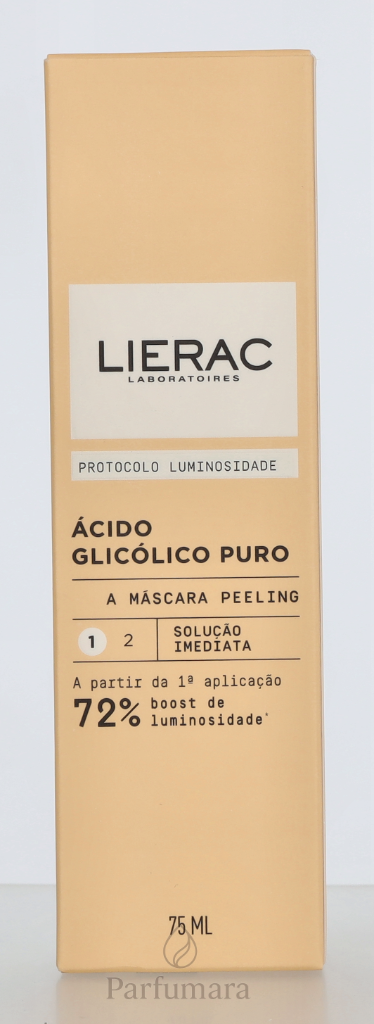 LIERAC
LABORATOIRES
PROTOCOLO LUMINOSIDADE
ÁCIDO
GLICÓLICO PURO
A MÁSCARA PEELING
1 2 SOLUÇÃO
IMEDIATA
A partir da 1ª aplicação
72% boost de
luminosidade*
75 ML
Parfumara